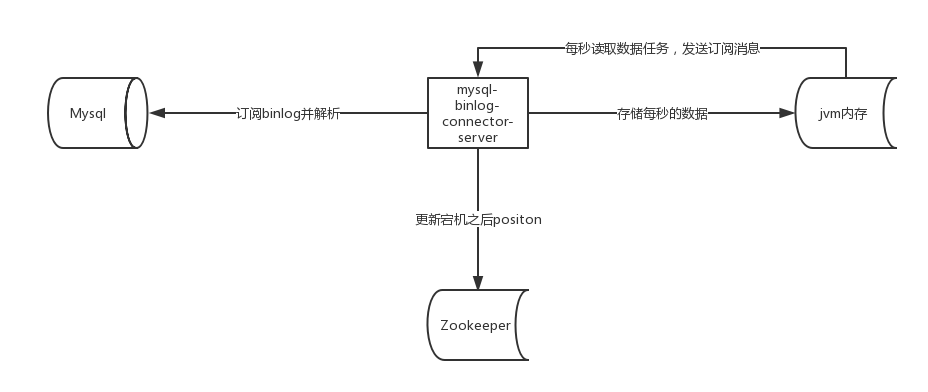 每秒读取数据任务，发送订阅消息
Mysql
订阅binlog并解析
mysql-
binlog-
connector-
server
存储每秒的数据
jvm内存
更新宕机之后positon
Zookeeper